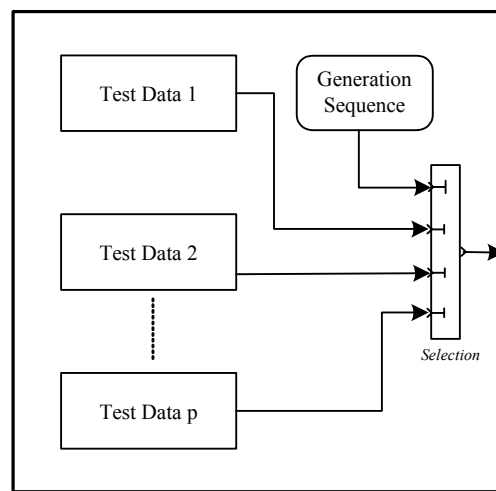 Test Data 1
Generation
Sequence
Test Data 2
Selection
Test Data p